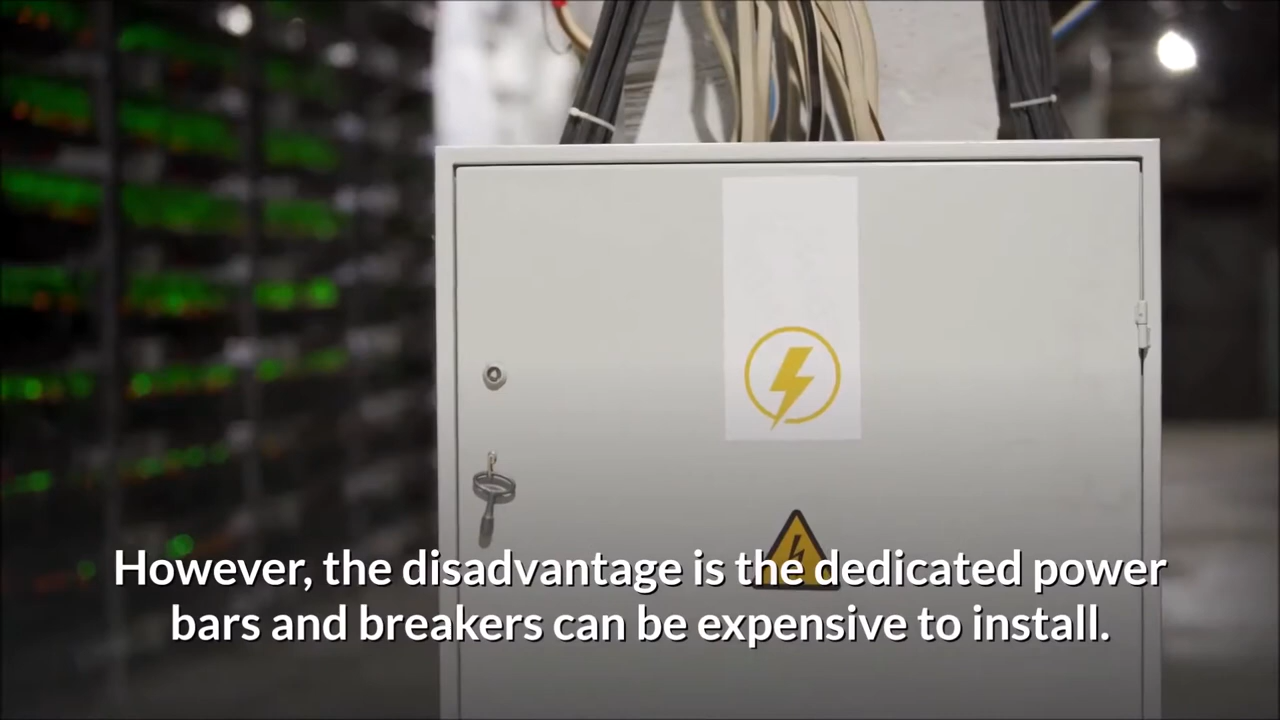 However, the disadvantage is the dedicated power
bars and breakers can be expensive to install.